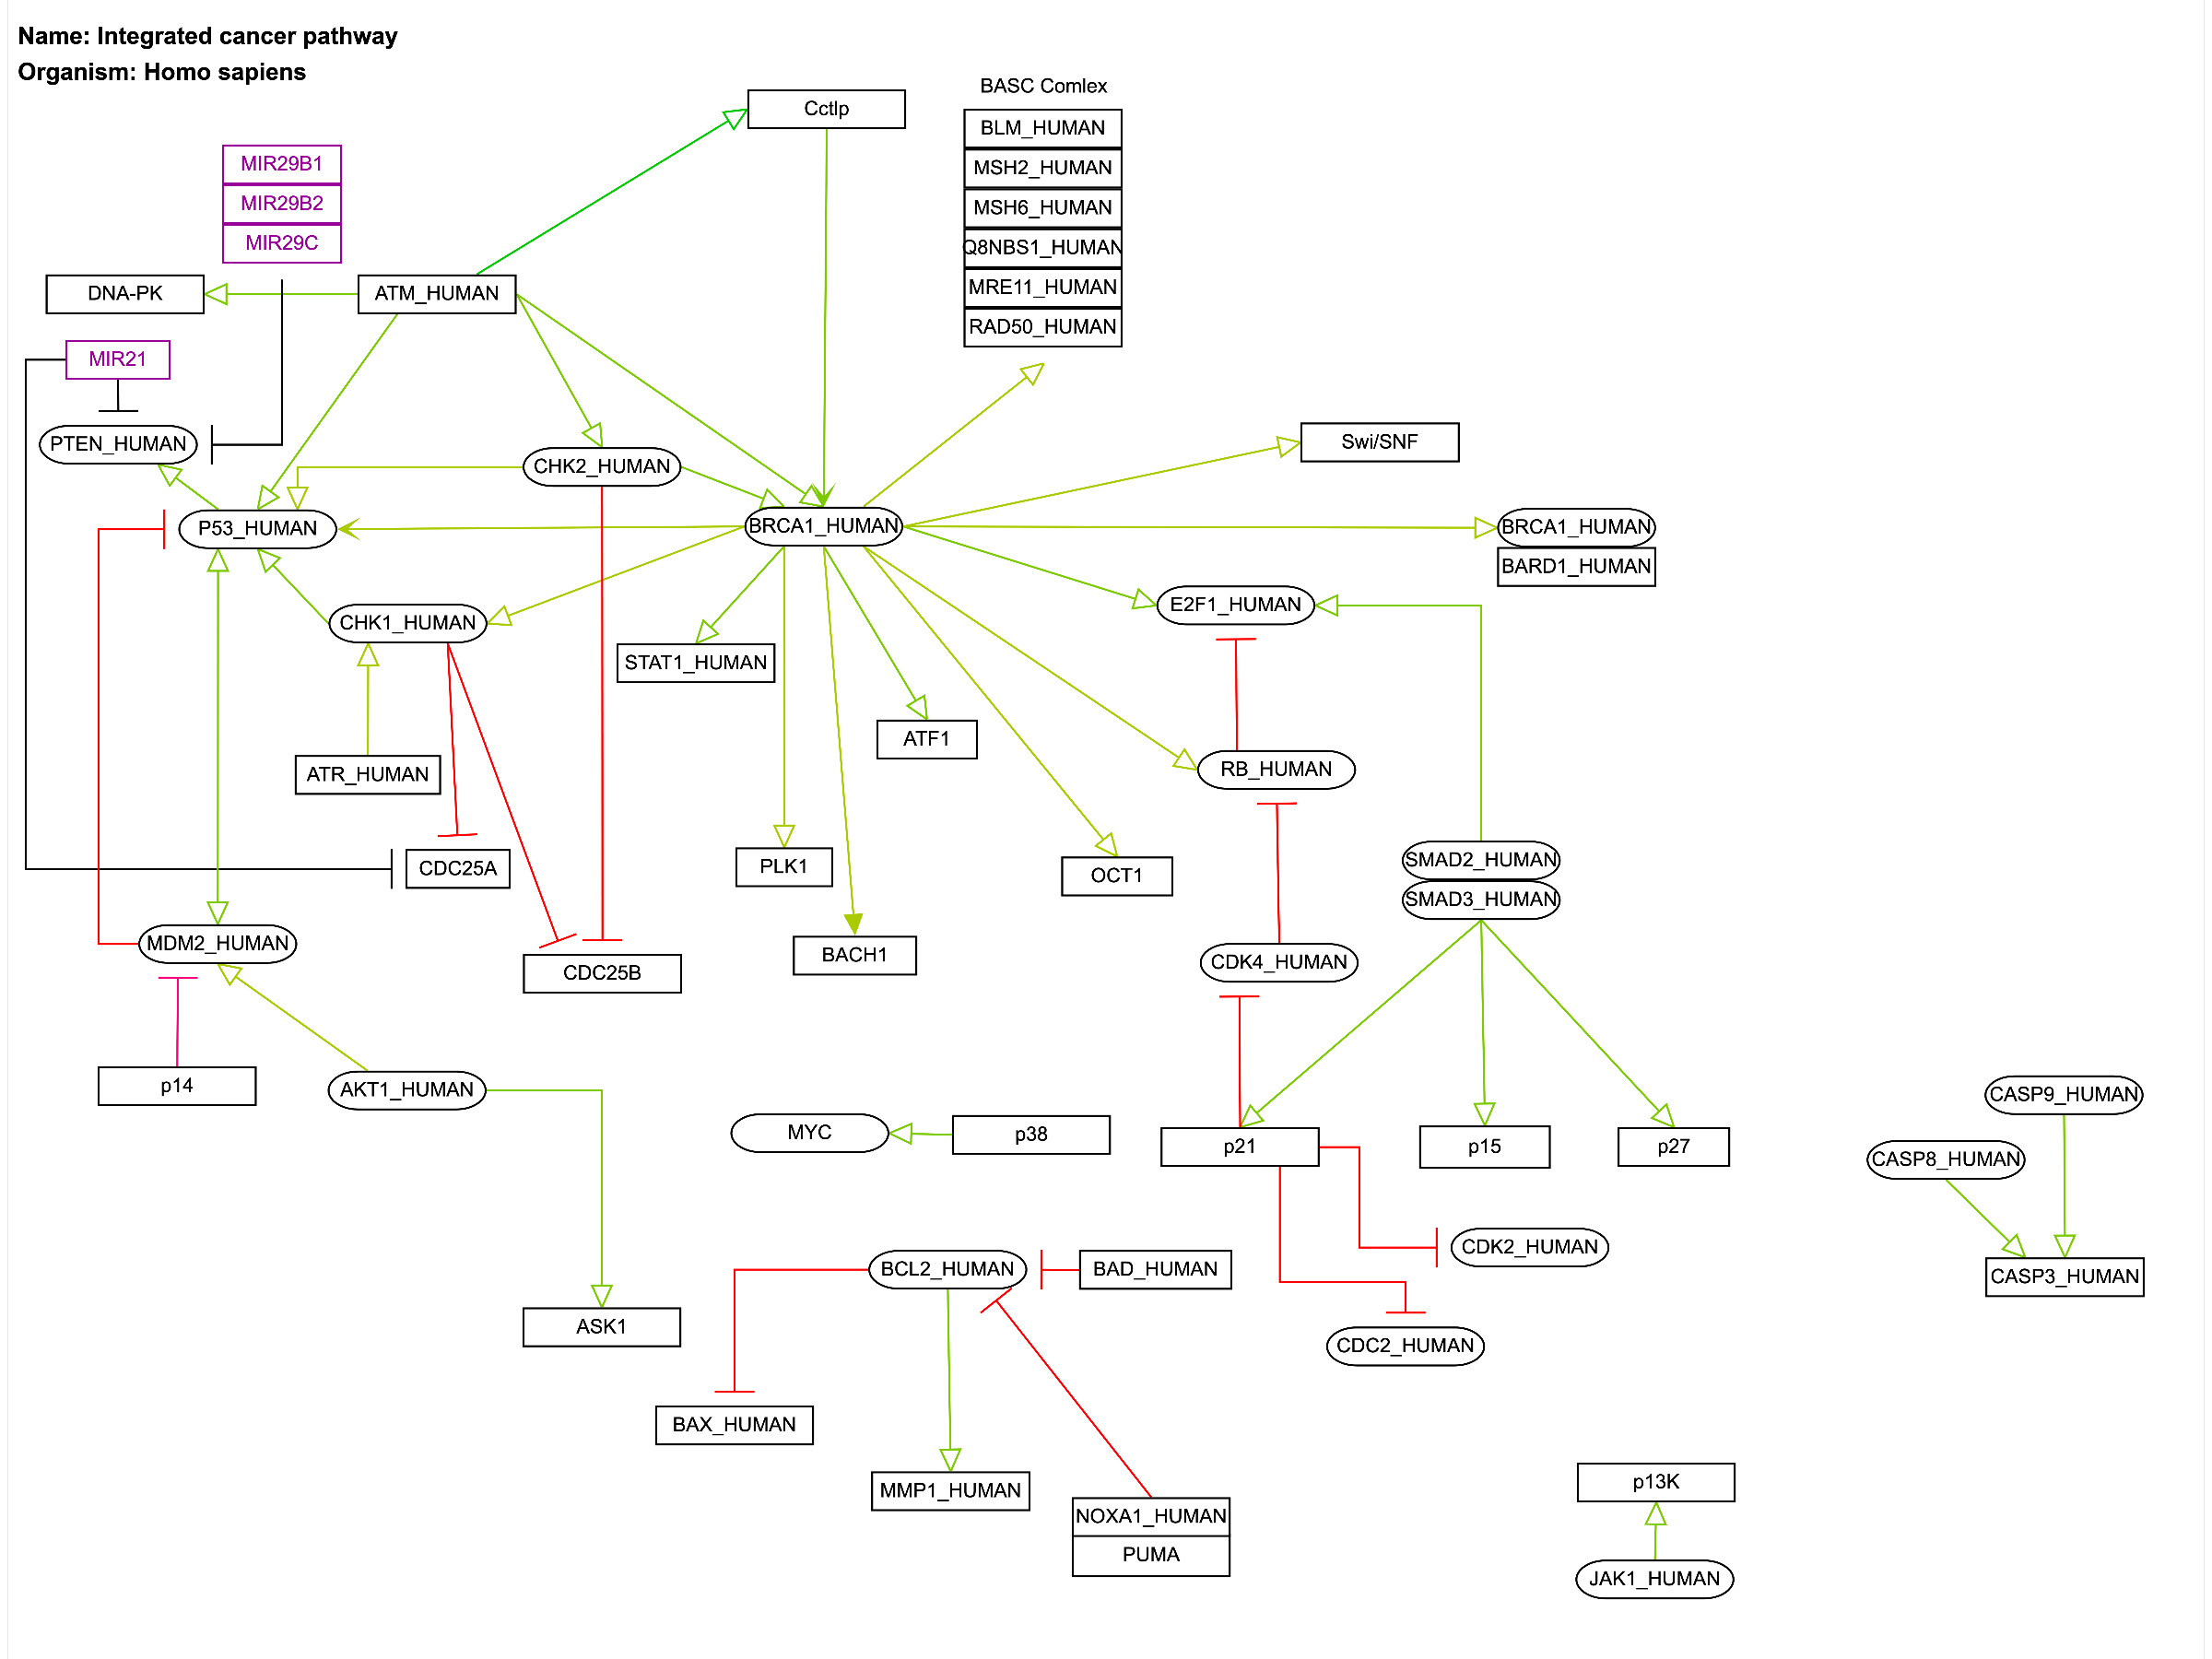 Name: Integrated cancer pathway
Organism: Homo sapiens
BASC Comlex
Cctlp
BLM_HUMAN
MSH2_HUMAN
MSH6_HUMAN
Q8NBS1_HUMAN
MRE11_HUMAN
RAD50_HUMAN
MIR29B1
MIR29B2
MIR29C
DNA-PK
ATM_HUMAN
MIR21
PTEN_HUMAN
CHK2_HUMAN
Swi/SNF
P53_HUMAN
BRCA1_HUMAN
BRCA1_HUMAN
BARD1_HUMAN
E2F1_HUMAN
CHK1_HUMAN
STAT1_HUMAN
ATF1
RB_HUMAN
ATR_HUMAN
CDC25A
PLK1
OCT1
SMAD2_HUMAN
SMAD3_HUMAN
MDM2_HUMAN
BACH1
CDK4_HUMAN
CDC25B
p14
AKT1_HUMAN
MYC
p38
p21
p15
p27
CASP9_HUMAN
CASP8_HUMAN
CDK2_HUMAN
BCL2_HUMAN
BAD_HUMAN
CASP3_HUMAN
ASK1
CDC2_HUMAN
BAX_HUMAN
MMP1_HUMAN
NOXA1_HUMAN
PUMA
p13K
JAK1_HUMAN